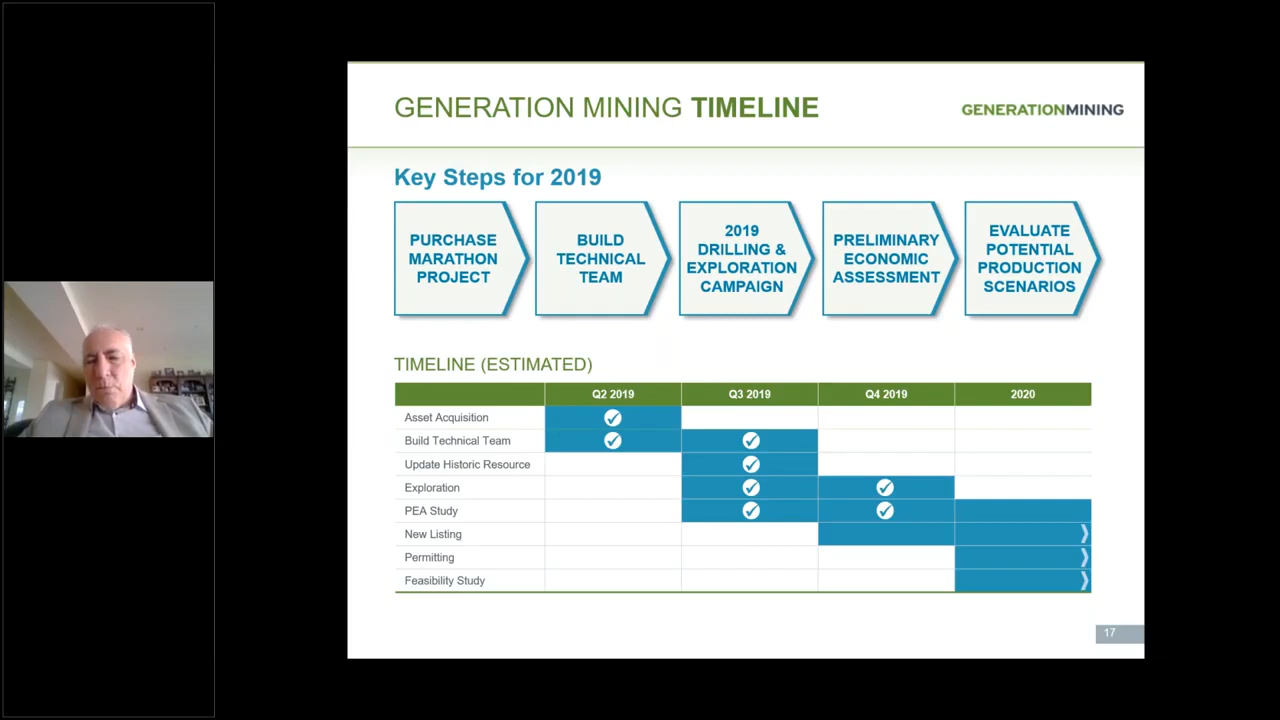 GENERATION MINING TIMELINE
GENERATIONMINING
Key Steps for 2019
PURCHASE
MARATHON
PROJECT
BUILD
TECHNICAL
TEAM
2019
DRILLING &
EXPLORATION
CAMPAIGN
PRELIMINARY
ECONOMIC
ASSESSMENT
EVALUATE
POTENTIAL
PRODUCTION
SCENARIOS
TIMELINE (ESTIMATED)
Q2 2019 Q3 2019 Q4 2019 2020
Asset Acquisition
Build Technical Team
Update Historic Resource
Exploration
PEA Study
New Listing
Permitting
Feasibility Study
17